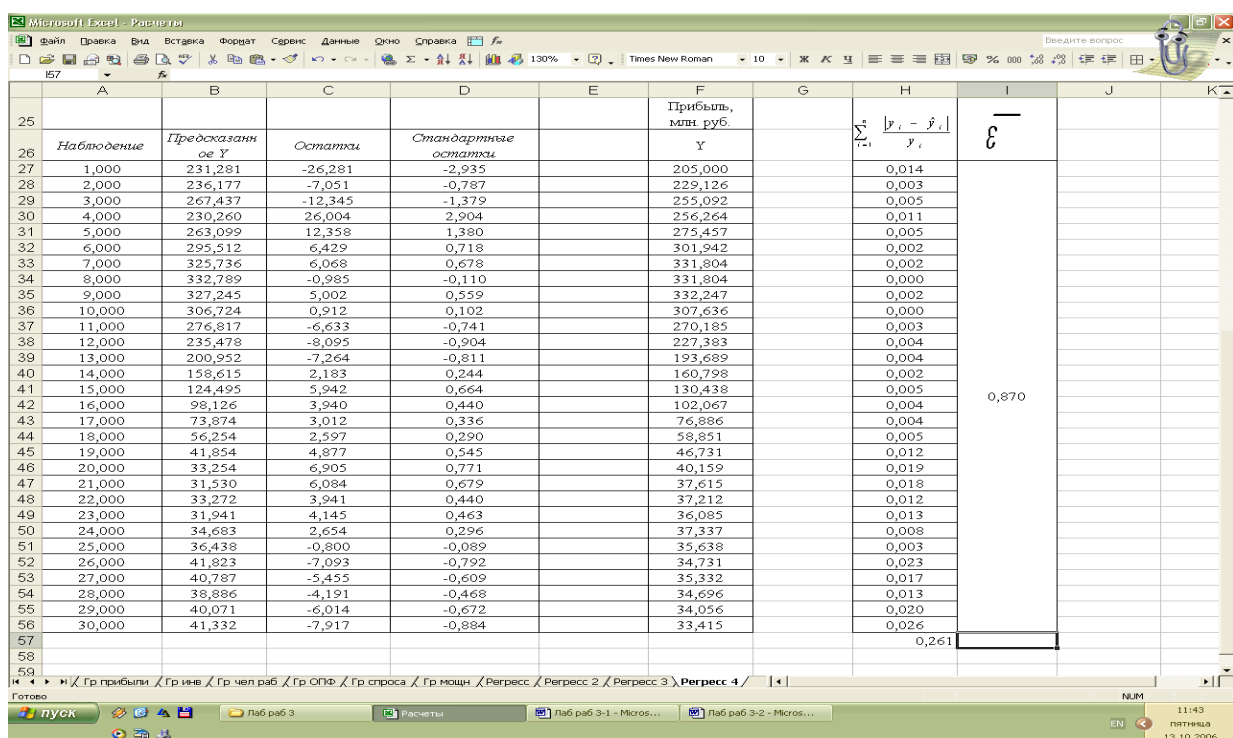 Microsoft Excel - Расчеты
Файл Правка Вид Вставка Формат Сервис Данные Окно Справка
Введите вопрос
130% Times New Roman 10 Ж К Ч % 000
I57 fx
A B C D E F G H I J K
25 Прибыль, млн. руб.
26 Наблюдение Предсказанное Y Остатки Стандартные остатки Y ∑ i=1 n |y i - ŷ i| / y i ε
27 1,000 231,281 -26,281 -2,935 205,000 0,014
28 2,000 236,177 -7,051 -0,787 229,126 0,003
29 3,000 267,437 -12,345 -1,379 255,092 0,005
30 4,000 230,260 26,004 2,904 256,264 0,011
31 5,000 263,099 12,358 1,380 275,457 0,005
32 6,000 295,512 6,429 0,718 301,942 0,002
33 7,000 325,736 6,068 0,678 331,804 0,002
34 8,000 332,789 -0,985 -0,110 331,804 0,000
35 9,000 327,245 5,002 0,559 332,247 0,002
36 10,000 306,724 0,912 0,102 307,636 0,000
37 11,000 276,817 -6,633 -0,741 270,185 0,003
38 12,000 235,478 -8,095 -0,904 227,383 0,004
39 13,000 200,952 -7,264 -0,811 193,689 0,004
40 14,000 158,615 2,183 0,244 160,798 0,002
41 15,000 124,495 5,942 0,664 130,438 0,005
42 16,000 98,126 3,940 0,440 102,067 0,004 0,870
43 17,000 73,874 3,012 0,336 76,886 0,004
44 18,000 56,254 2,597 0,290 58,851 0,005
45 19,000 41,854 4,877 0,545 46,731 0,012
46 20,000 33,254 6,905 0,771 40,159 0,019
47 21,000 31,530 6,084 0,679 37,615 0,018
48 22,000 33,272 3,941 0,440 37,212 0,012
49 23,000 31,941 4,145 0,463 36,085 0,013
50 24,000 34,683 2,654 0,296 37,337 0,008
51 25,000 36,438 -0,800 -0,089 35,638 0,003
52 26,000 41,823 -7,093 -0,792 34,731 0,023
53 27,000 40,787 -5,455 -0,609 35,332 0,017
54 28,000 38,886 -4,191 -0,468 34,696 0,013
55 29,000 40,071 -6,014 -0,672 34,056 0,020
56 30,000 41,332 -7,917 -0,884 33,415 0,026
57 0,261
58
59
Гр прибыли Гр инв Гр чел раб Гр ОПФ Гр спроса Гр мощн Регресс Регресс 2 Регресс 3 Регресс 4
Готово NUM
пуск Лаб раб 3 Расчеты Лаб раб 3-1 - Micros... Лаб раб 3-2 - Micros... EN 11:43
пятница
13.10.2006